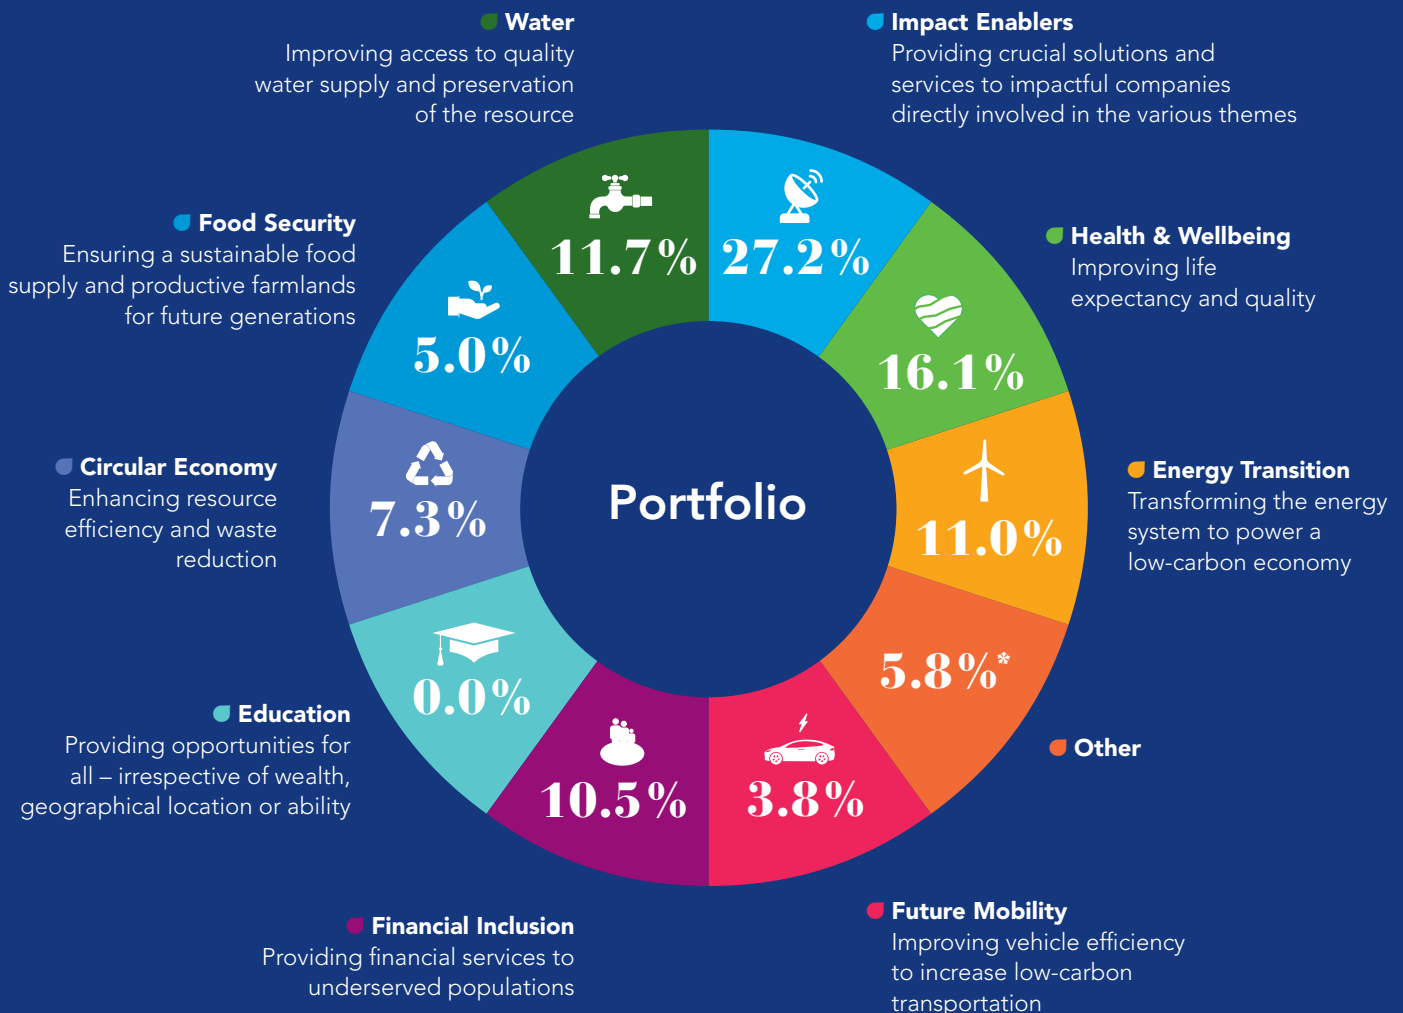 Water
Improving access to quality
water supply and preservation
of the resource
Impact Enablers
Providing crucial solutions and
services to impactful companies
directly involved in the various themes
Food Security
Ensuring a sustainable food
supply and productive farmlands
for future generations
Health & Wellbeing
Improving life
expectancy and quality
11.7%
27.2%
5.0%
16.1%
Circular Economy
Enhancing resource
efficiency and waste
reduction
7.3%
Portfolio
11.0%
Energy Transition
Transforming the energy
system to power a
low-carbon economy
0.0%
5.8%*
Education
Providing opportunities for
all – irrespective of wealth,
geographical location or ability
10.5%
3.8%
Other
Financial Inclusion
Providing financial services to
underserved populations
Future Mobility
Improving vehicle efficiency
to increase low-carbon
transportation